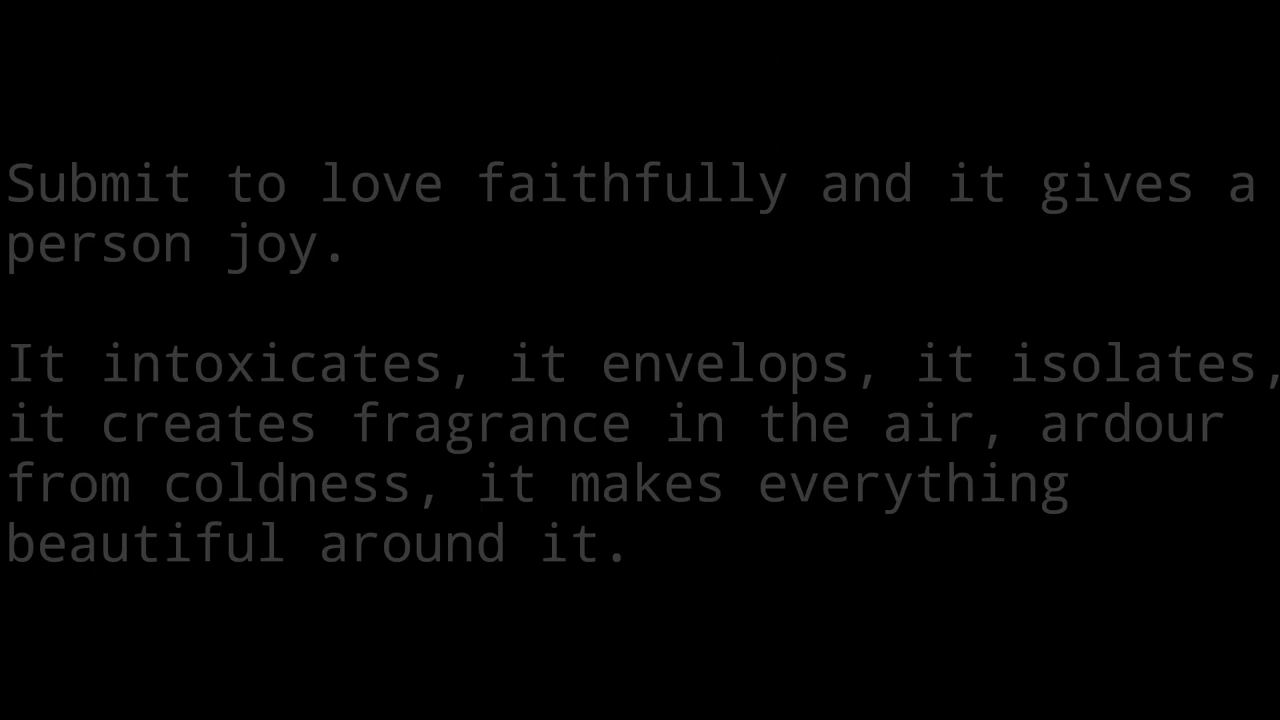 Submit to love faithfully and it gives a
person joy.
It intoxicates, it envelops, it isolates,
it creates fragrance in the air, ardour
from coldness, it makes everything
beautiful around it.